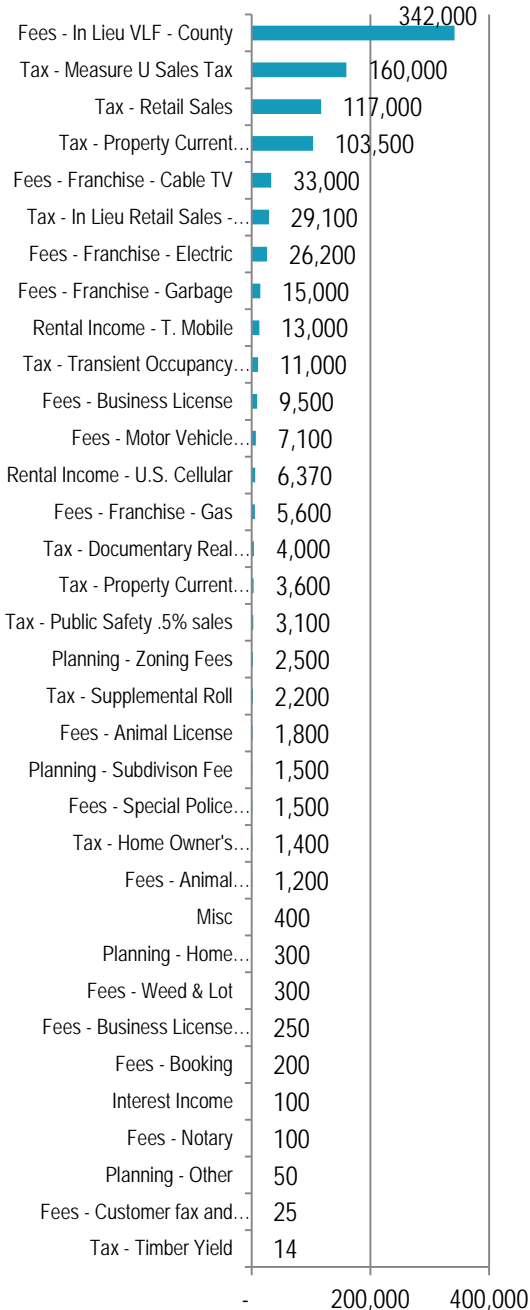 Fees - In Lieu VLF - County 342,000
Tax - Measure U Sales Tax 160,000
Tax - Retail Sales 117,000
Tax - Property Current... 103,500
Fees - Franchise - Cable TV 33,000
Tax - In Lieu Retail Sales -... 29,100
Fees - Franchise - Electric 26,200
Fees - Franchise - Garbage 15,000
Rental Income - T. Mobile 13,000
Tax - Transient Occupancy... 11,000
Fees - Business License 9,500
Fees - Motor Vehicle... 7,100
Rental Income - U.S. Cellular 6,370
Fees - Franchise - Gas 5,600
Tax - Documentary Real... 4,000
Tax - Property Current... 3,600
Tax - Public Safety .5% sales 3,100
Planning - Zoning Fees 2,500
Tax - Supplemental Roll 2,200
Fees - Animal License 1,800
Planning - Subdivison Fee 1,500
Fees - Special Police... 1,500
Tax - Home Owner's... 1,400
Fees - Animal... 1,200
Misc 400
Planning - Home... 300
Fees - Weed & Lot 300
Fees - Business License... 250
Fees - Booking 200
Interest Income 100
Fees - Notary 100
Planning - Other 50
Fees - Customer fax and... 25
Tax - Timber Yield 14
- 200,000 400,000